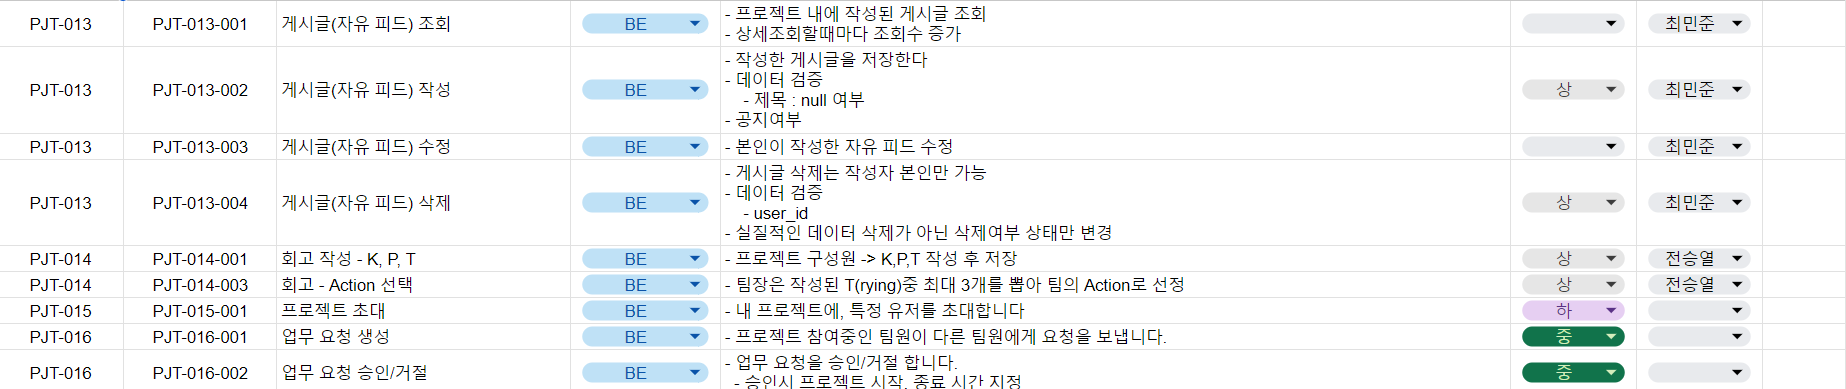 PJT-013 PJT-013-001 게시글(자유 피드) 조회 BE - 프로젝트 내에 작성된 게시글 조회
- 상세조회할때마다 조회수 증가 최민준
PJT-013 PJT-013-002 게시글(자유 피드) 작성 BE - 작성한 게시글을 저장한다
- 데이터 검증
- 제목 : null 여부
- 공지여부 상 최민준
PJT-013 PJT-013-003 게시글(자유 피드) 수정 BE - 본인이 작성한 자유 피드 수정 최민준
PJT-013 PJT-013-004 게시글(자유 피드) 삭제 BE - 게시글 삭제는 작성자 본인만 가능
- 데이터 검증
- user_id
- 실질적인 데이터 삭제가 아닌 삭제여부 상태만 변경 상 최민준
PJT-014 PJT-014-001 회고 작성 - K, P, T BE - 프로젝트 구성원 -> K,P,T 작성 후 저장 상 전승열
PJT-014 PJT-014-003 회고 - Action 선택 BE - 팀장은 작성된 T(rying)중 최대 3개를 뽑아 팀의 Action로 선정 상 전승열
PJT-015 PJT-015-001 프로젝트 초대 BE - 내 프로젝트에, 특정 유저를 초대합니다 하
PJT-016 PJT-016-001 업무 요청 생성 BE - 프로젝트 참여중인 팀원이 다른 팀원에게 요청을 보냅니다. 중
PJT-016 PJT-016-002 업무 요청 승인/거절 BE - 업무 요청을 승인/거절 합니다.
- 승인시 프로젝트 시작, 종료 시간 지정 중